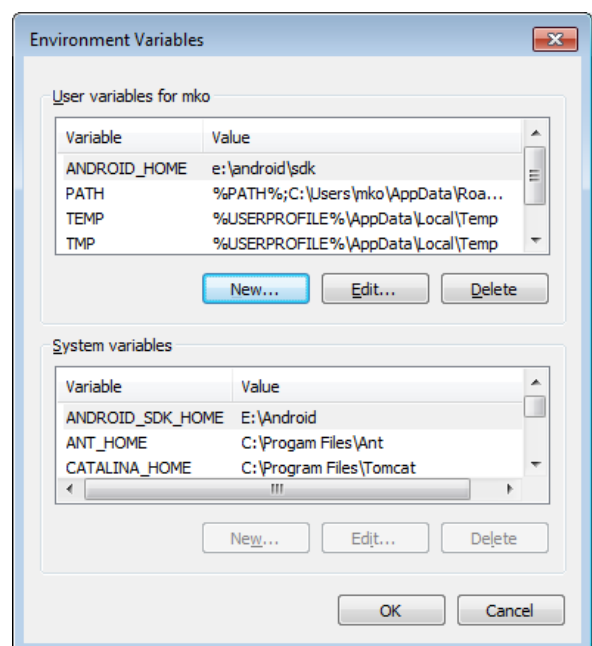 Environment Variables
User variables for mko
Variable Value
ANDROID_HOME e:\android\sdk
PATH %PATH%;C:\Users\mko\AppData\Roa...
TEMP %USERPROFILE%\AppData\Local\Temp
TMP %USERPROFILE%\AppData\Local\Temp
New... Edit... Delete
System variables
Variable Value
ANDROID_SDK_HOME E:\Android
ANT_HOME C:\Progam Files\Ant
CATALINA_HOME C:\Program Files\Tomcat
New... Edit... Delete
OK Cancel